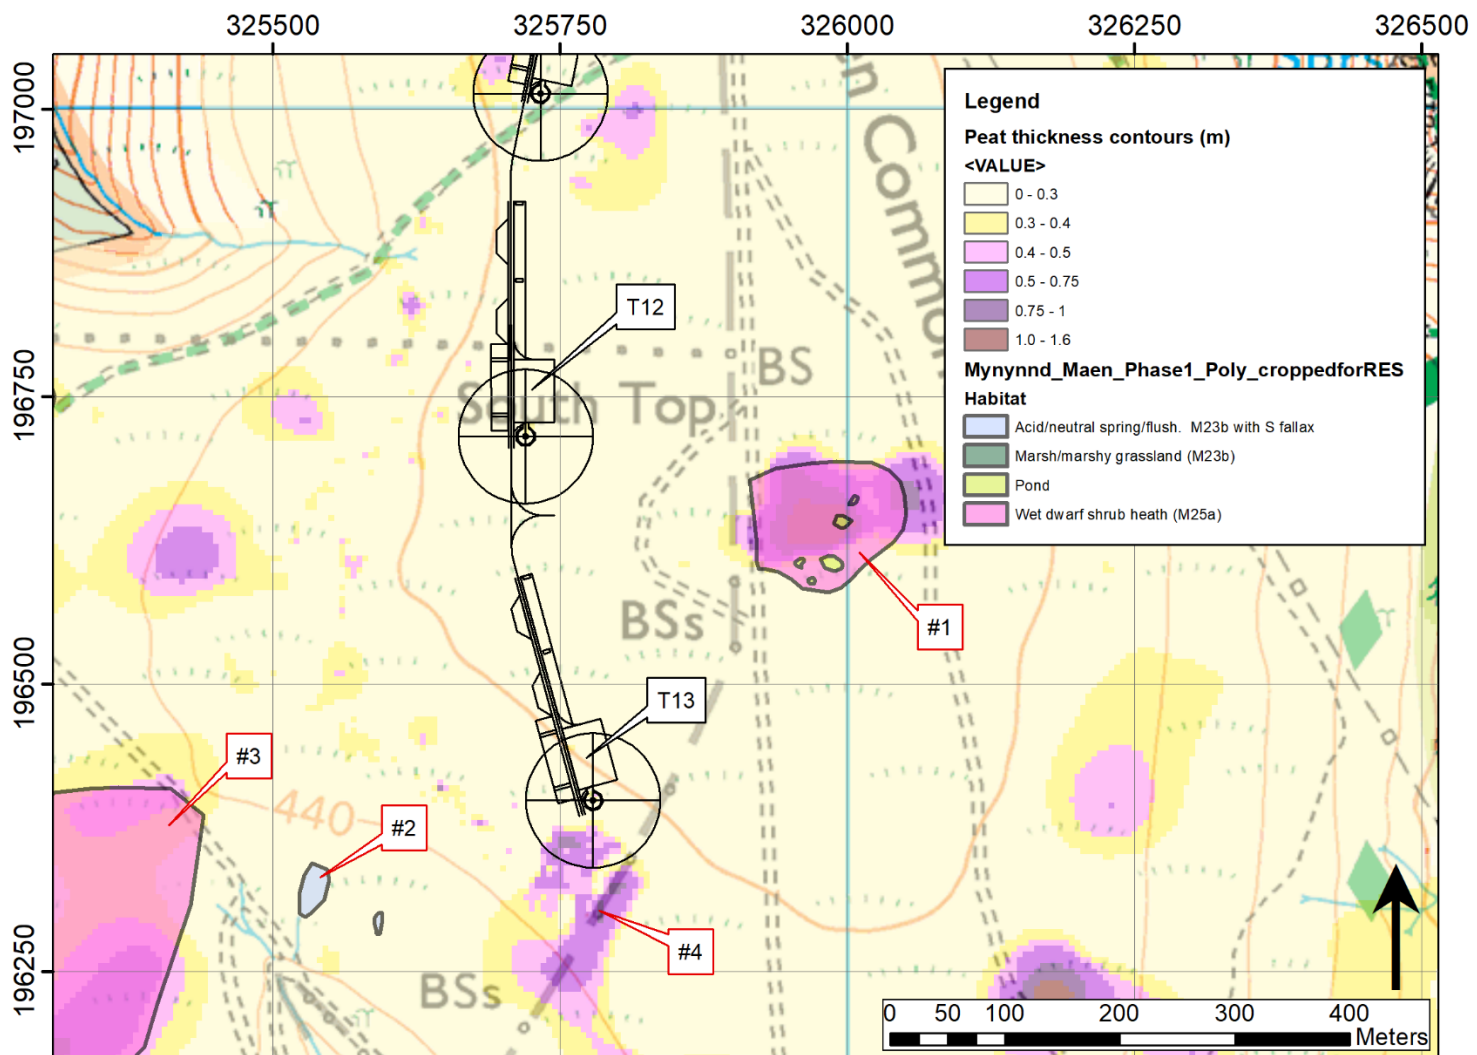 325500
325750
326000
326250
326500
197000
196750
196500
196250
Legend
Peat thickness contours (m)
<VALUE>
0 - 0.3
0.3 - 0.4
0.4 - 0.5
0.5 - 0.75
0.75 - 1
1.0 - 1.6
Mynynnd_Maen_Phase1_Poly_croppedforRES
Habitat
Acid/neutral spring/flush. M23b with S fallax
Marsh/marshy grassland (M23b)
Pond
Wet dwarf shrub heath (M25a)
Common
T12
BS
South Top
#1
BSs
T13
#3
440
#2
#4
BSs
0 50 100 200 300 400
Meters